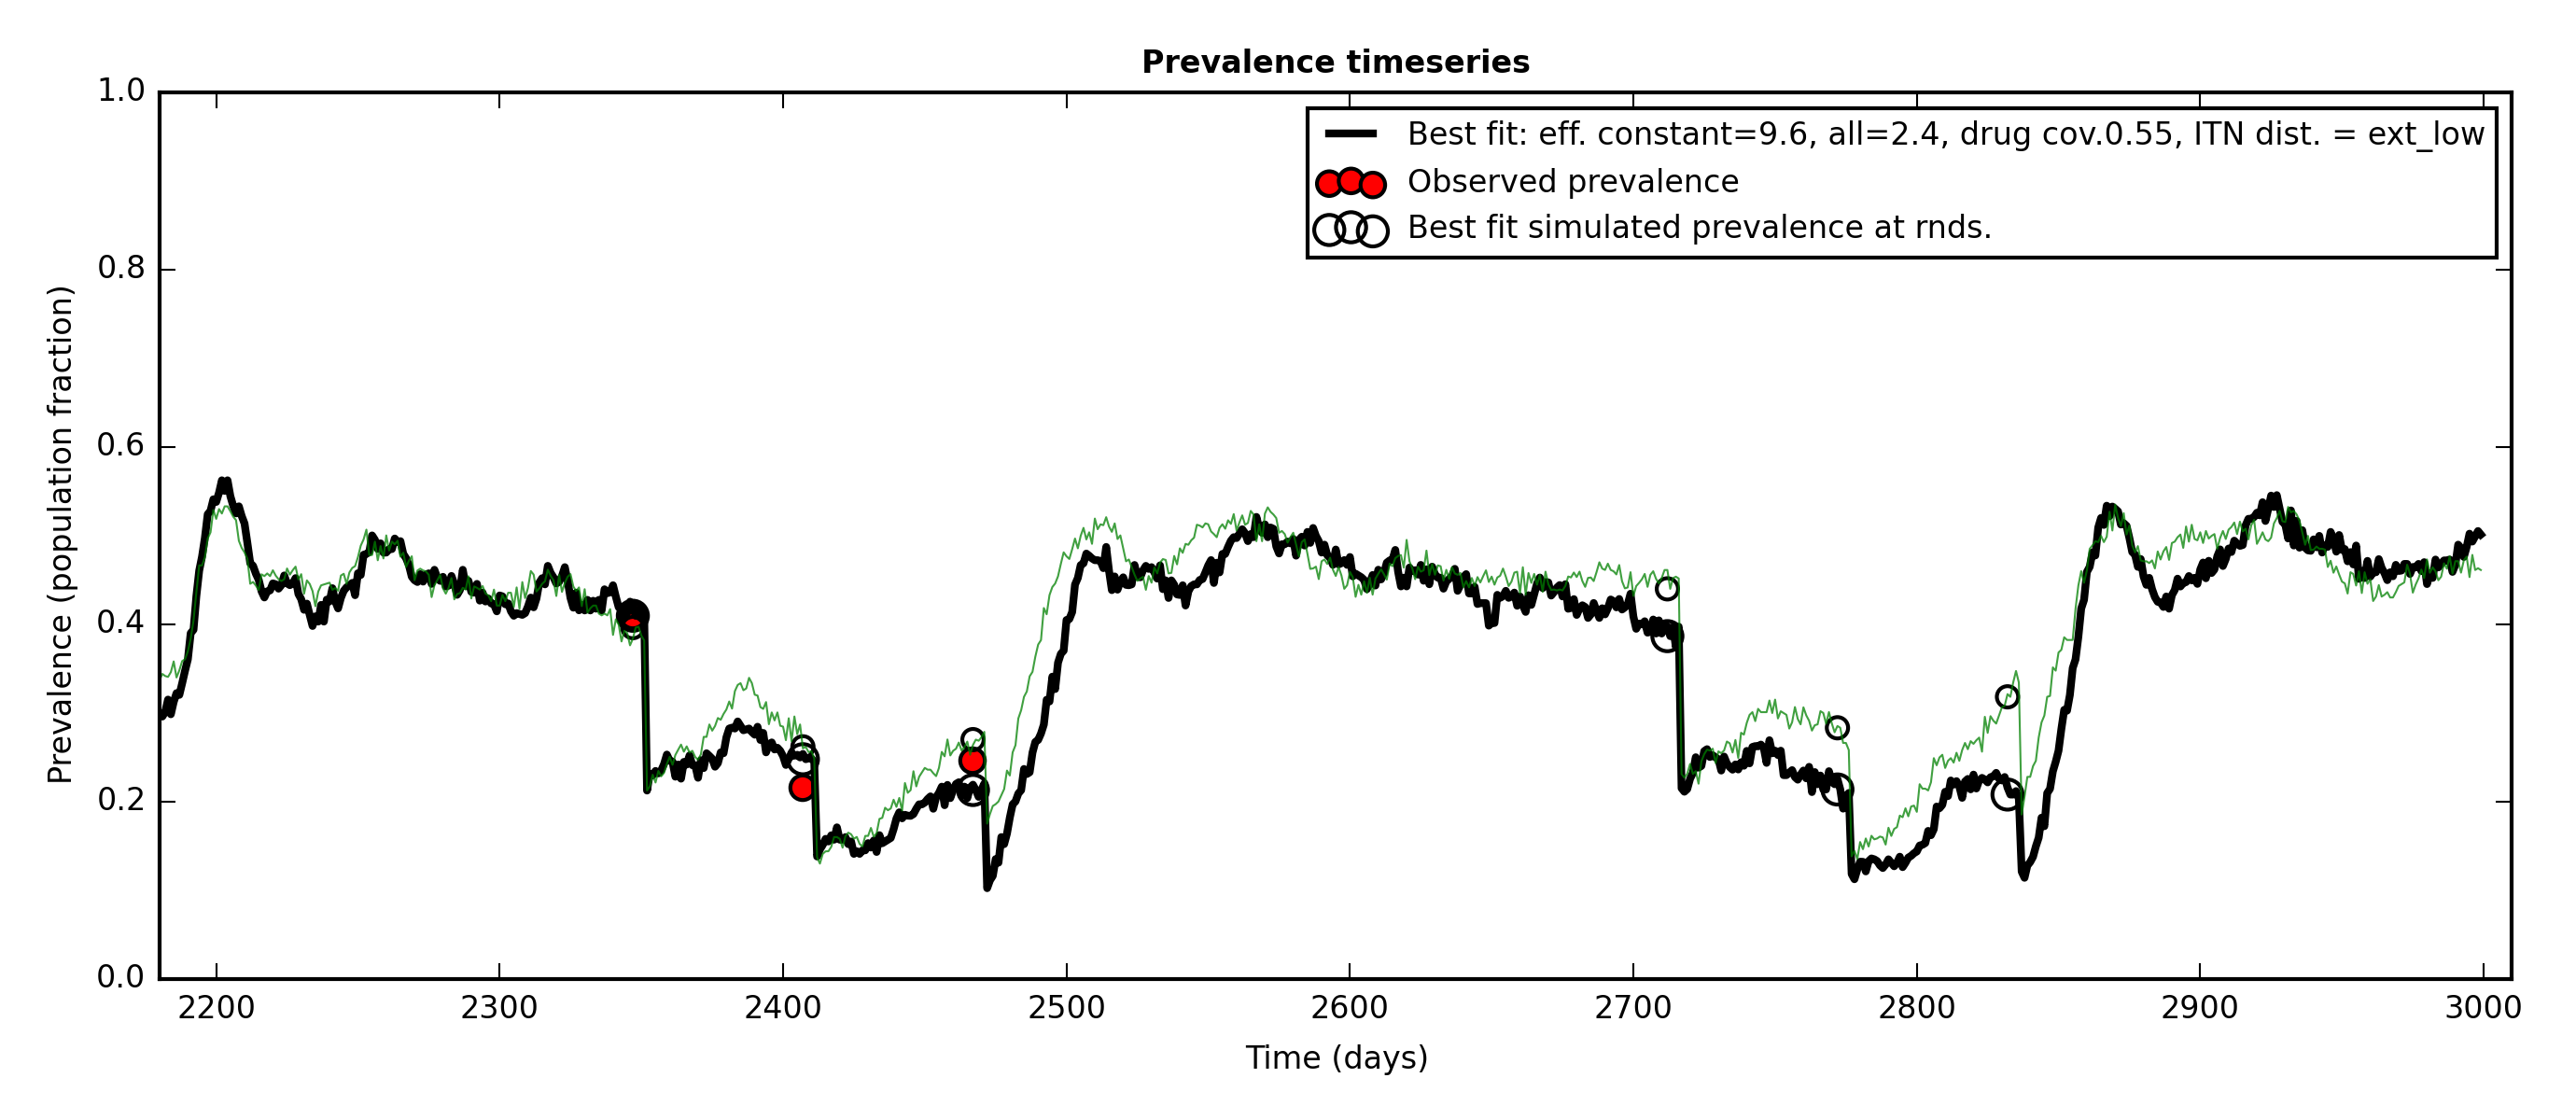 Prevalence timeseries
Best fit: eff. constant=9.6, all=2.4, drug cov.0.55, ITN dist. = ext_low
Observed prevalence
Best fit simulated prevalence at rnds.
Prevalence (population fraction)
1.0
0.8
0.6
0.4
0.2
0.0
2200 2300 2400 2500 2600 2700 2800 2900 3000
Time (days)